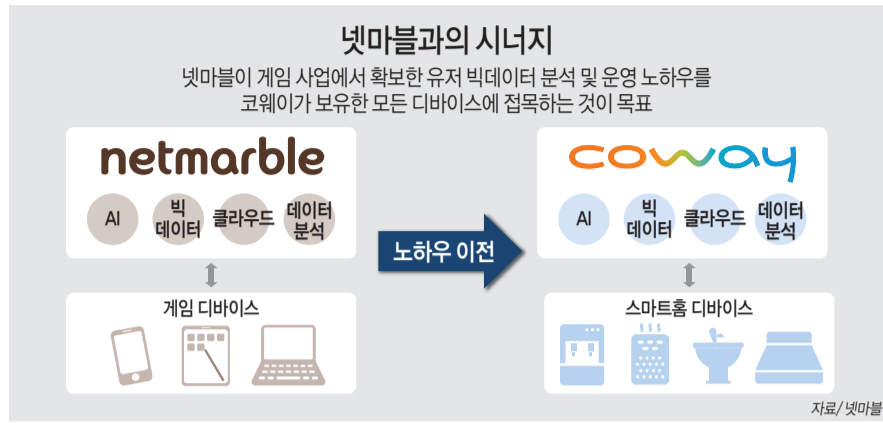 넷마블과의 시너지
넷마블이 게임 사업에서 확보한 유저 빅데이터 분석 및 운영 노하우를
코웨이가 보유한 모든 디바이스에 접목하는 것이 목표
netmarble
AI
빅
데이터
클라우드
데이터
분석
노하우 이전
coway
AI
빅
데이터
클라우드
데이터
분석
게임 디바이스
스마트홈 디바이스
자료/넷마블